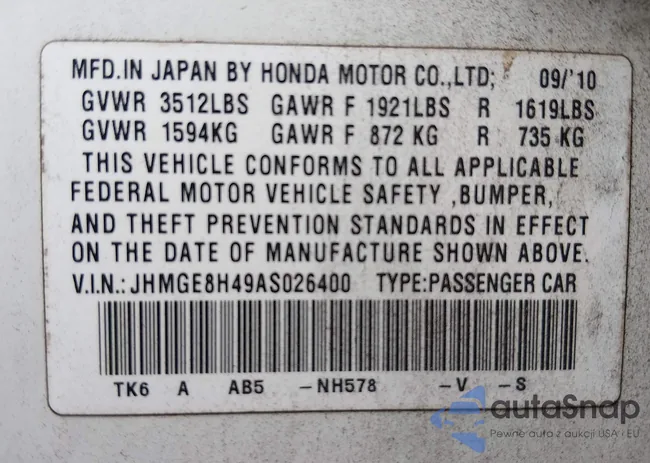 MFD.IN JAPAN BY HONDA MOTOR CO.,LTD; 09/'10
GVWR 3512LBS GAWR F 1921LBS R 1619LBS
GVWR 1594KG GAWR F 872 KG R 735 KG
THIS VEHICLE CONFORMS TO ALL APPLICABLE
FEDERAL MOTOR VEHICLE SAFETY ,BUMPER,
AND THEFT PREVENTION STANDARDS IN EFFECT
ON THE DATE OF MANUFACTURE SHOWN ABOVE.
V.I.N.: JHMGE8H49AS026400 TYPE:PASSENGER CAR
TK6 A AB5 -NH578 -V -S
autaSnap
Pewne auta z aukcji USA i EU